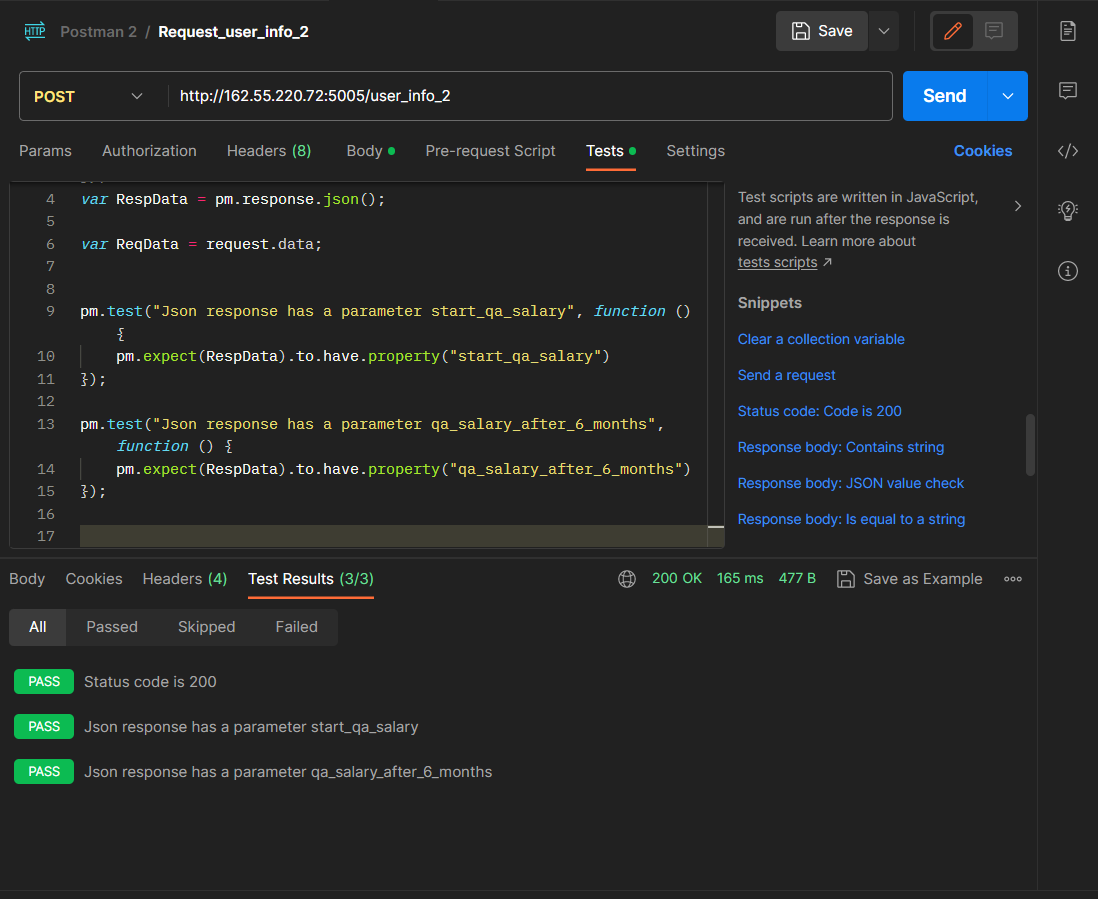 HTTP Postman 2 / Request_user_info_2 Save
POST http://162.55.220.72:5005/user_info_2 Send
Params Authorization Headers (8) Body Pre-request Script Tests Settings Cookies
4 var RespData = pm.response.json();
5
6 var ReqData = request.data;
7
8
9 pm.test("Json response has a parameter start_qa_salary", function ()
{
10 pm.expect(RespData).to.have.property("start_qa_salary")
11 });
12
13 pm.test("Json response has a parameter qa_salary_after_6_months",
function () {
14 pm.expect(RespData).to.have.property("qa_salary_after_6_months")
15 });
16
17
Test scripts are written in JavaScript,
and are run after the response is
received. Learn more about
tests scripts ↗
Snippets
Clear a collection variable
Send a request
Status code: Code is 200
Response body: Contains string
Response body: JSON value check
Response body: Is equal to a string
Body Cookies Headers (4) Test Results (3/3) 200 OK 165 ms 477 B Save as Example
All Passed Skipped Failed
PASS Status code is 200
PASS Json response has a parameter start_qa_salary
PASS Json response has a parameter qa_salary_after_6_months